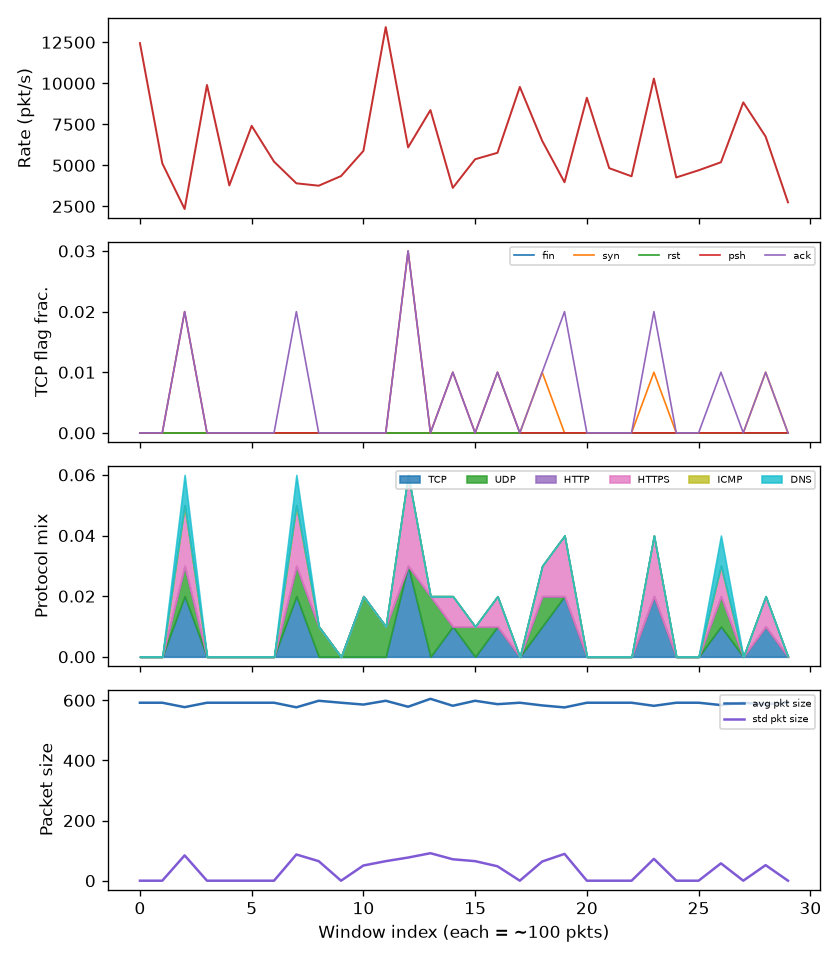 12500
10000
7500
5000
2500
Rate (pkt/s)
0.03
0.02
0.01
0.00
TCP flag frac.
fin syn rst psh ack
0.06
0.04
0.02
0.00
Protocol mix
TCP UDP HTTP HTTPS ICMP DNS
600
400
200
0
Packet size
avg pkt size
std pkt size
0 5 10 15 20 25 30
Window index (each = ~100 pkts)